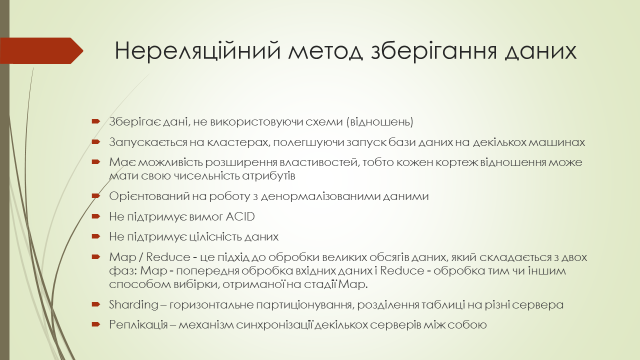 Нереляційний метод зберігання даних
Зберігає дані, не використовуючи схеми (відношень)
Запускається на кластерах, полегшуючи запуск бази даних на декількох машинах
Має можливість розширення властивостей, тобто кожен кортеж відношення може
мати свою чисельність атрибутів
Орієнтований на роботу з денормалізованими даними
Не підтримує вимог ACID
Не підтримує цілісність даних
Map / Reduce - це підхід до обробки великих обсягів даних, який складається з двох
фаз: Map - попередня обробка вхідних даних і Reduce - обробка тим чи іншим
способом вибірки, отриманої на стадії Map.
Sharding – горизонтальне партиціонування, розділення таблиці на різні сервера
Реплікація – механізм синхронізації декількох серверів між собою